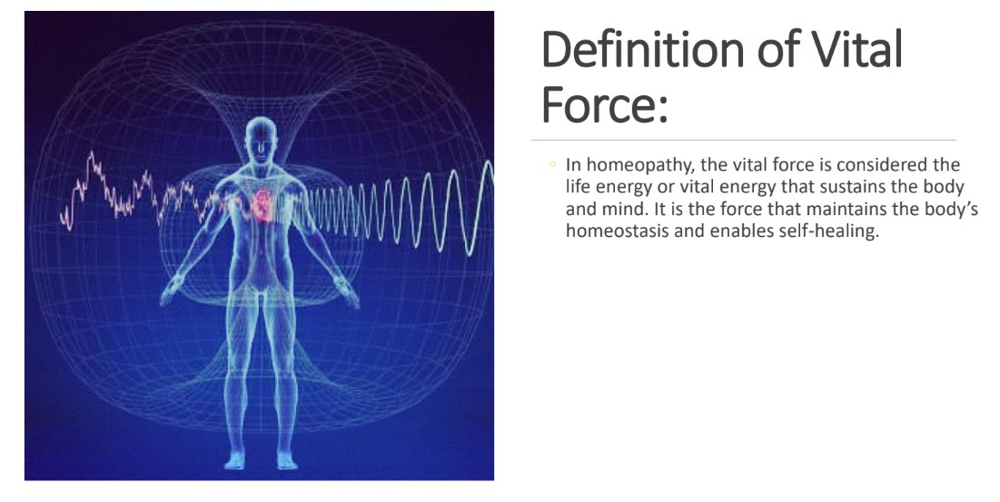 Definition of Vital
Force:
◦ In homeopathy, the vital force is considered the
life energy or vital energy that sustains the body
and mind. It is the force that maintains the body’s
homeostasis and enables self-healing.